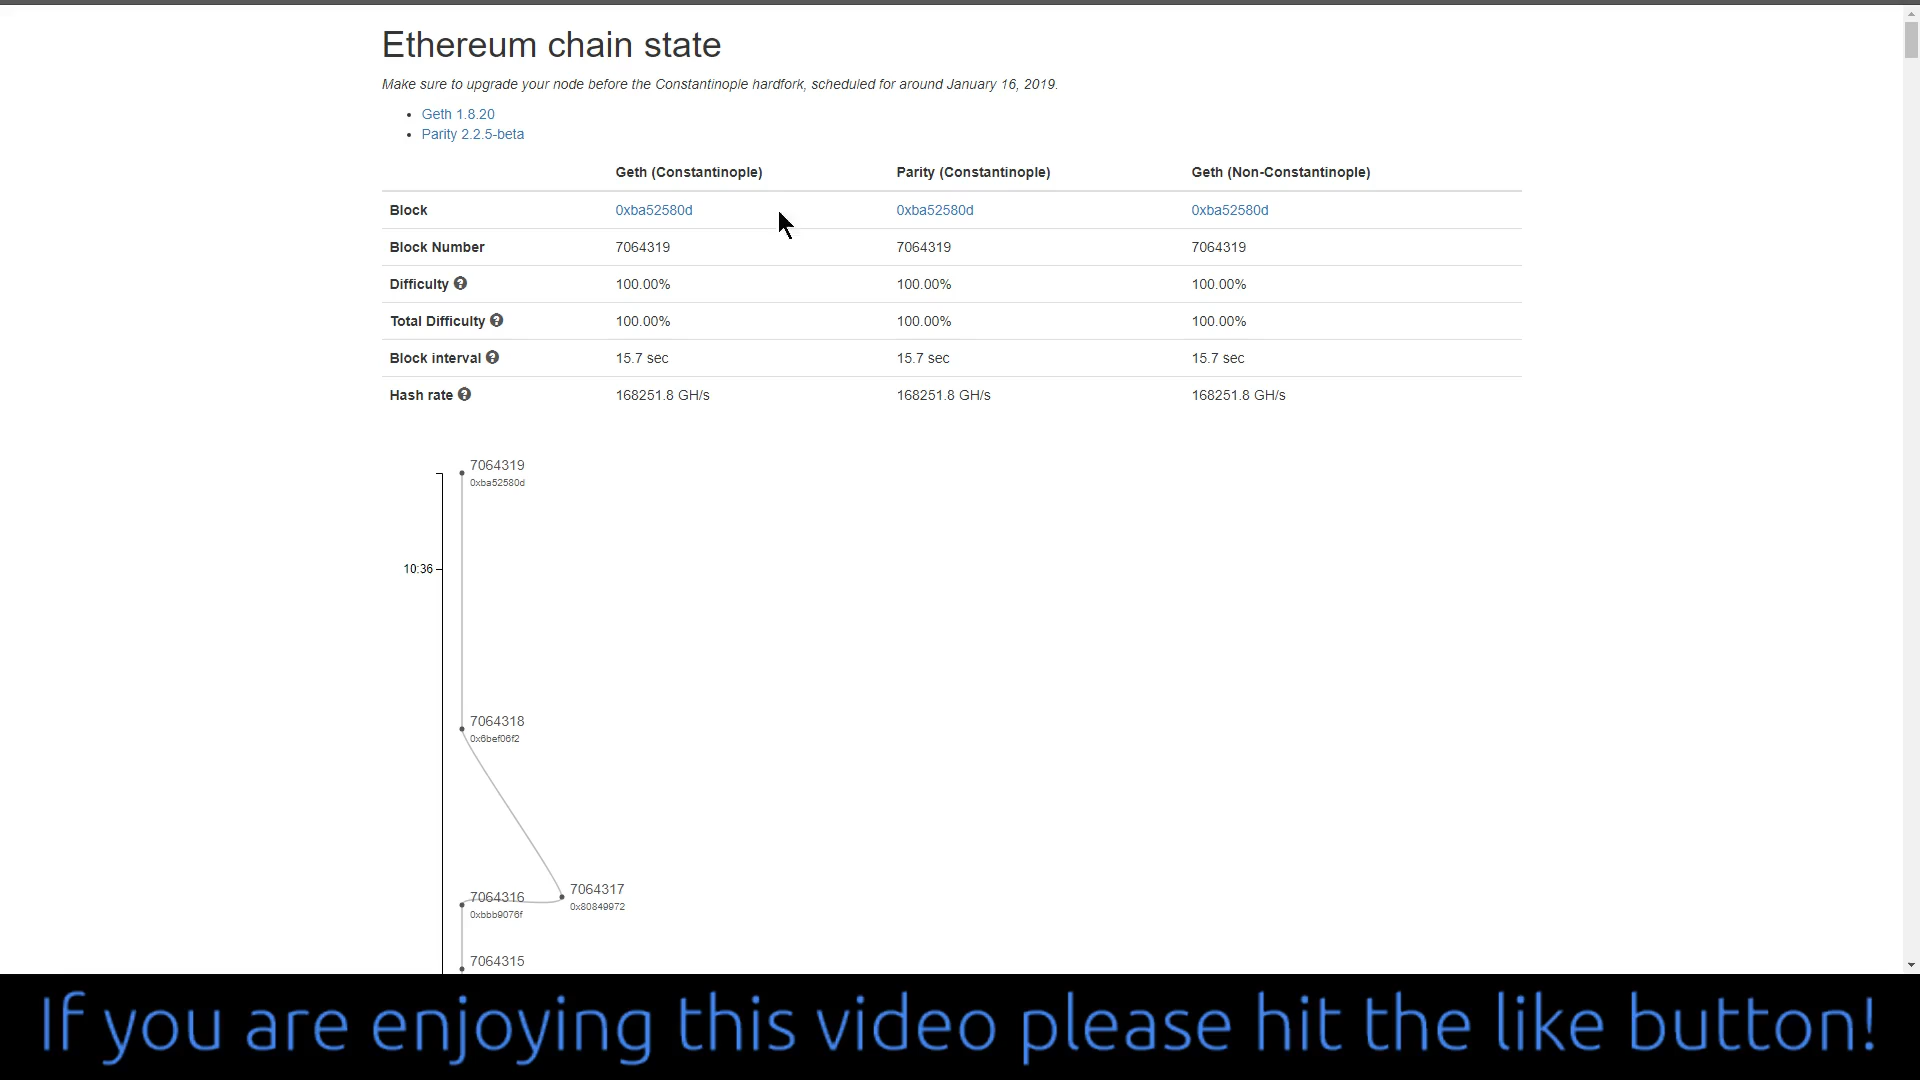 Ethereum chain state
Make sure to upgrade your node before the Constantinople hardfork, scheduled for around January 16, 2019.
Geth 1.8.20
Parity 2.2.5-beta
Geth (Constantinople) Parity (Constantinople) Geth (Non-Constantinople)
Block 0xba52580d 0xba52580d 0xba52580d
Block Number 7064319 7064319 7064319
Difficulty 100.00% 100.00% 100.00%
Total Difficulty 100.00% 100.00% 100.00%
Block interval 15.7 sec 15.7 sec 15.7 sec
Hash rate 168251.8 GH/s 168251.8 GH/s 168251.8 GH/s
7064319
0xba52580d
10:36
7064318
0x6bef06f2
7064317
0x80849972
7064316
0xbbb9076f
7064315
If you are enjoying this video please hit the like button!